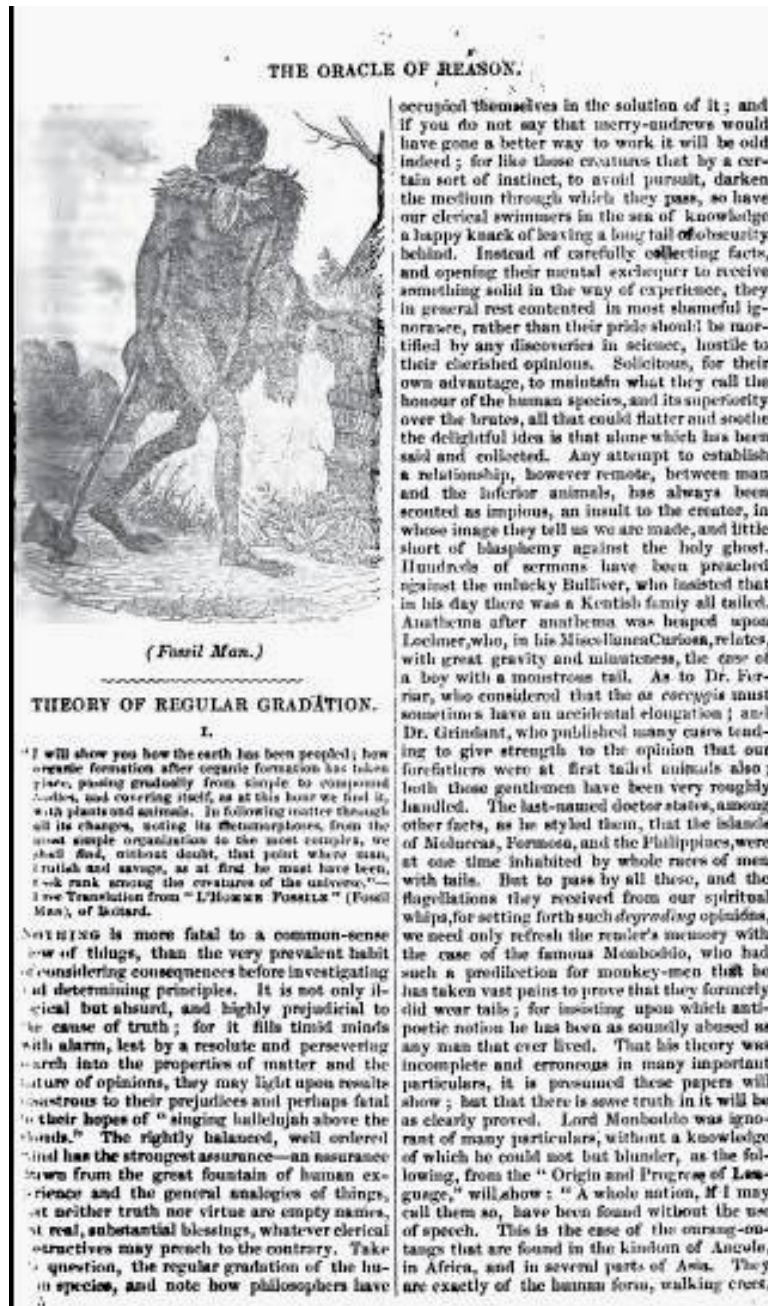 THE ORACLE OF REASON.
(Fossil Man.)
THEORY OF REGULAR GRADATION.
I.
"I will show you how the earth has been peopled; how
organic formation after organic formation has taken
place, passing gradually from simple to compound
bodies, and covering itself, as at this hour we find it,
with plants and animals. In following matter through
all its changes, noting its metamorphoses, from the
most simple organization to the most complex, we
shall find, without doubt, that point where man,
brutish and savage, as at first he must have been,
took rank among the creatures of the universe."—
Free Translation from "L'HOMME FOSSILE" (Fossil
Man), of Boitard.
NOTHING is more fatal to a common-sense
view of things, than the very prevalent habit
of considering consequences before investigating
and determining principles. It is not only il-
logical but absurd, and highly prejudicial to
the cause of truth; for it fills timid minds
with alarm, lest by a resolute and persevering
search into the properties of matter and the
nature of opinions, they may light upon results
disastrous to their prejudices and perhaps fatal
to their hopes of "singing hallelujah above the
clouds." The rightly balanced, well ordered
mind has the strongest assurance—an assurance
drawn from the great fountain of human ex-
perience and the general analogies of things,
that neither truth nor virtue are empty names,
but real, substantial blessings, whatever clerical
obstructives may preach to the contrary. Take
question, the regular gradation of the hu-
man species, and note how philosophers have
occupied themselves in the solution of it; and
if you do not say that merry-andrews would
have gone a better way to work it will be odd
indeed; for like those creatures that by a cer-
tain sort of instinct, to avoid pursuit, darken
the medium through which they pass, so have
our clerical swimmers in the sea of knowledge
a happy knack of leaving a long tail of obscurity
behind. Instead of carefully collecting facts,
and opening their mental exchequer to receive
something solid in the way of experience, they
in general rest contented in most shameful ig-
norance, rather than their pride should be mor-
tified by any discoveries in science, hostile to
their cherished opinions. Solicitous, for their
own advantage, to maintain what they call the
honour of the human species, and its superiority
over the brutes, all that could flatter and soothe
the delightful idea is that alone which has been
said and collected. Any attempt to establish
a relationship, however remote, between man
and the inferior animals, has always been
scouted as impious, an insult to the creator, in
whose image they tell us we are made, and little
short of blasphemy against the holy ghost.
Hundreds of sermons have been preached
against the unlucky Bulliver, who insisted that
in his day there was a Kentish famiy all tailed.
Anathema after anathema was heaped upon
Loelmer, who, in his Miscellanea Curiosa, relates,
with great gravity and minuteness, the case of
a boy with a monstrous tail. As to Dr. Fer-
riar, who considered that the os coccygis must
sometimes have an accidental elongation; and
Dr. Grindant, who published many cases tend-
ing to give strength to the opinion that our
forefathers were at first tailed animals also;
both those gentlemen have been very roughly
handled. The last-named doctor states, among
other facts, as he styled them, that the islands
of Moluccas, Formosa, and the Philippines, were
at one time inhabited by whole races of men
with tails. But to pass by all these, and the
flagellations they received from our spiritual
whips, for setting forth such degrading opinions,
we need only refresh the reader's memory with
the case of the famous Monboddo, who had
such a predilection for monkey-men that he
has taken vast pains to prove that they formerly
did wear tails; for insisting upon which anti-
poetic notion he has been as soundly abused as
any man that ever lived. That his theory was
incomplete and erroneous in many important
particulars, it is presumed these papers will
show; but that there is some truth in it will be
as clearly proved. Lord Monboddo was igno-
rant of many particulars, without a knowledge
of which he could not but blunder, as the fol-
lowing, from the "Origin and Progress of Lan-
guage," will show: "A whole nation, if I may
call them so, have been found without the use
of speech. This is the case of the ourang-ou-
tangs that are found in the kindom of Angola,
in Africa, and in several parts of Asia. They
are exactly of the human form, walking erect,